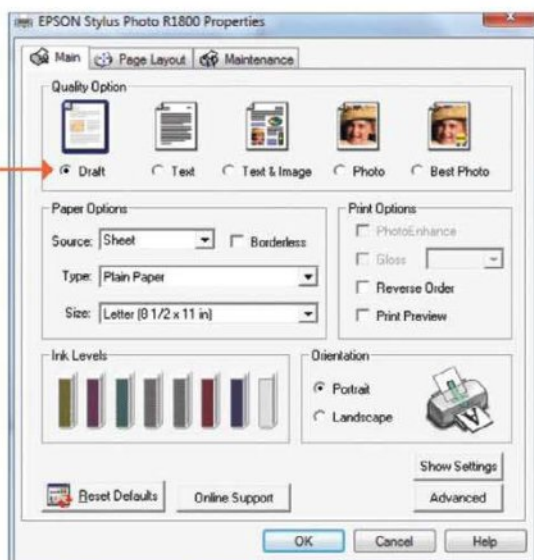 EPSON Stylus Photo R1800 Properties
Main Page Layout Maintenance
Quality Option
Draft Text Text & Image Photo Best Photo
Paper Options
Source: Sheet Borderless
Type: Plain Paper
Size: Letter (8 1/2 x 11 in)
Print Options
PhotoEnhance
Gloss
Reverse Order
Print Preview
Ink Levels
Orientation
Portrait
Landscape
A
Show Settings
Reset Defaults Online Support Advanced
OK Cancel Help